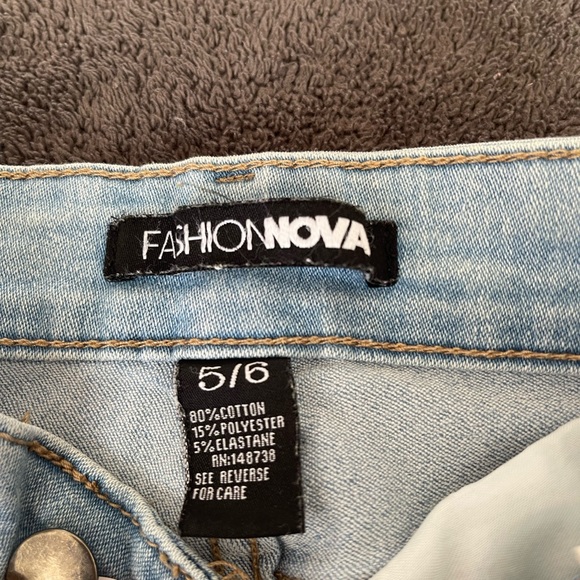 FASHIONNOVA
5/6
80%COTTON
15%POLYESTER
5%ELASTANE
RN:148738
SEE REVERSE
FOR CARE